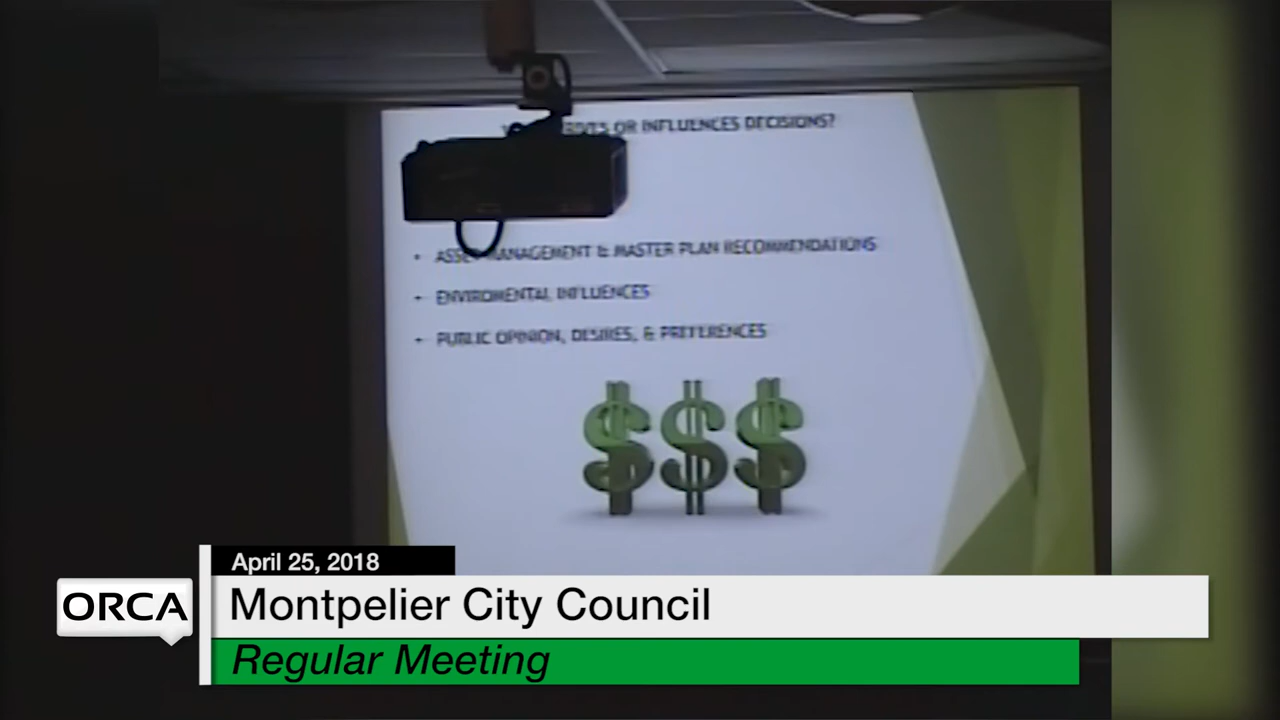 OR INFLUENCES DECISIONS?
MANAGEMENT & MASTER PLAN RECOMMENDATIONS
ENVIROMENTAL INFLUENCES
PUBLIC OPINION, DESIRES, & PREFERENCES
$$$
April 25, 2018
ORCA
Montpelier City Council
Regular Meeting